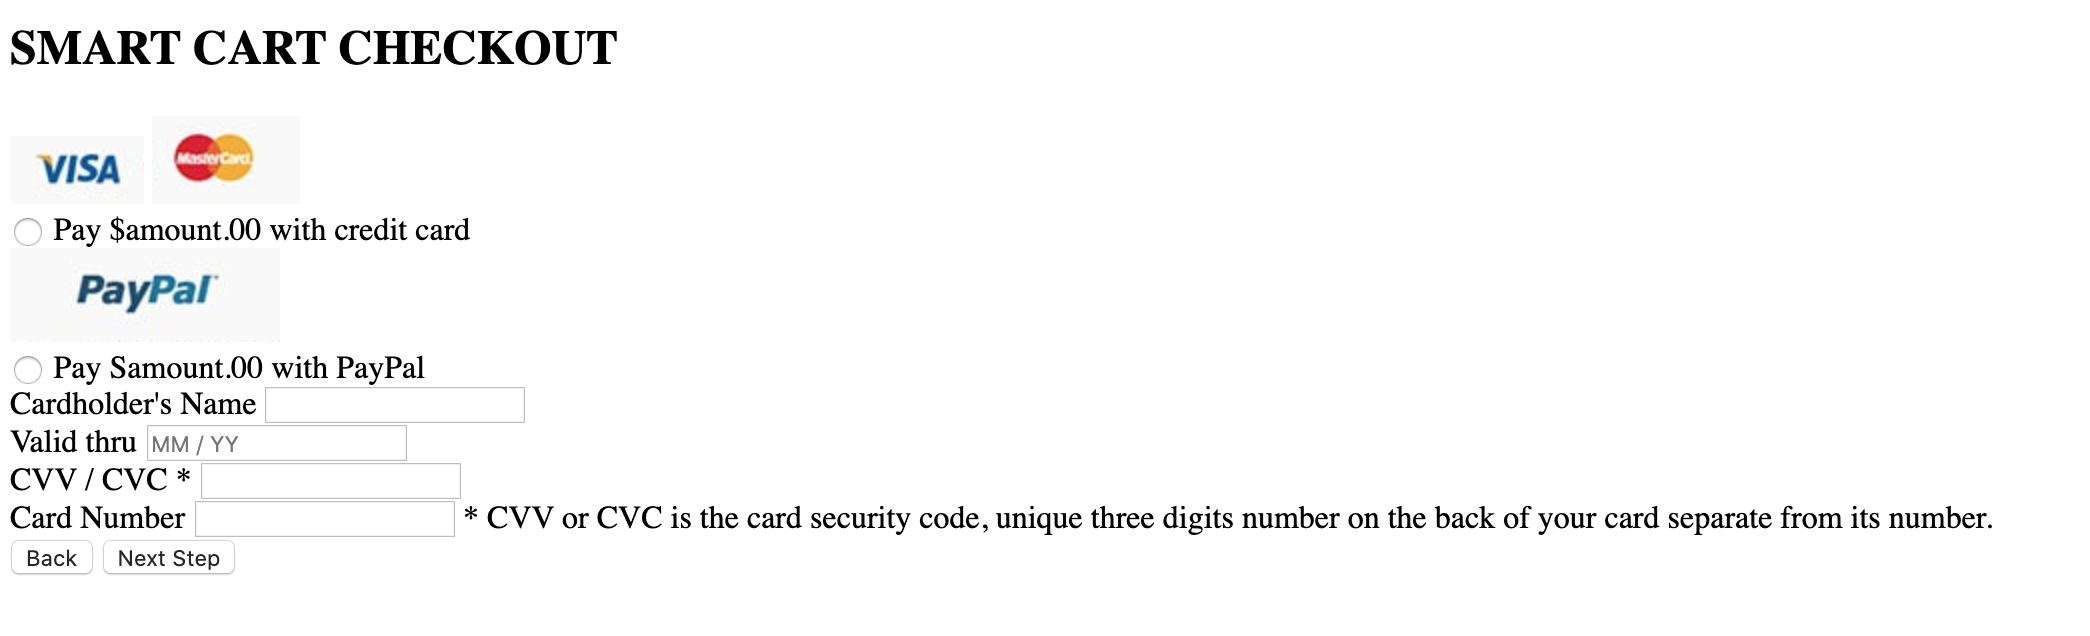 SMART CART CHECKOUT
VISA MasterCard
Pay $amount.00 with credit card
PayPal
Pay Samount.00 with PayPal
Cardholder's Name
Valid thru MM / YY
CVV / CVC *
Card Number * CVV or CVC is the card security code, unique three digits number on the back of your card separate from its number.
Back Next Step